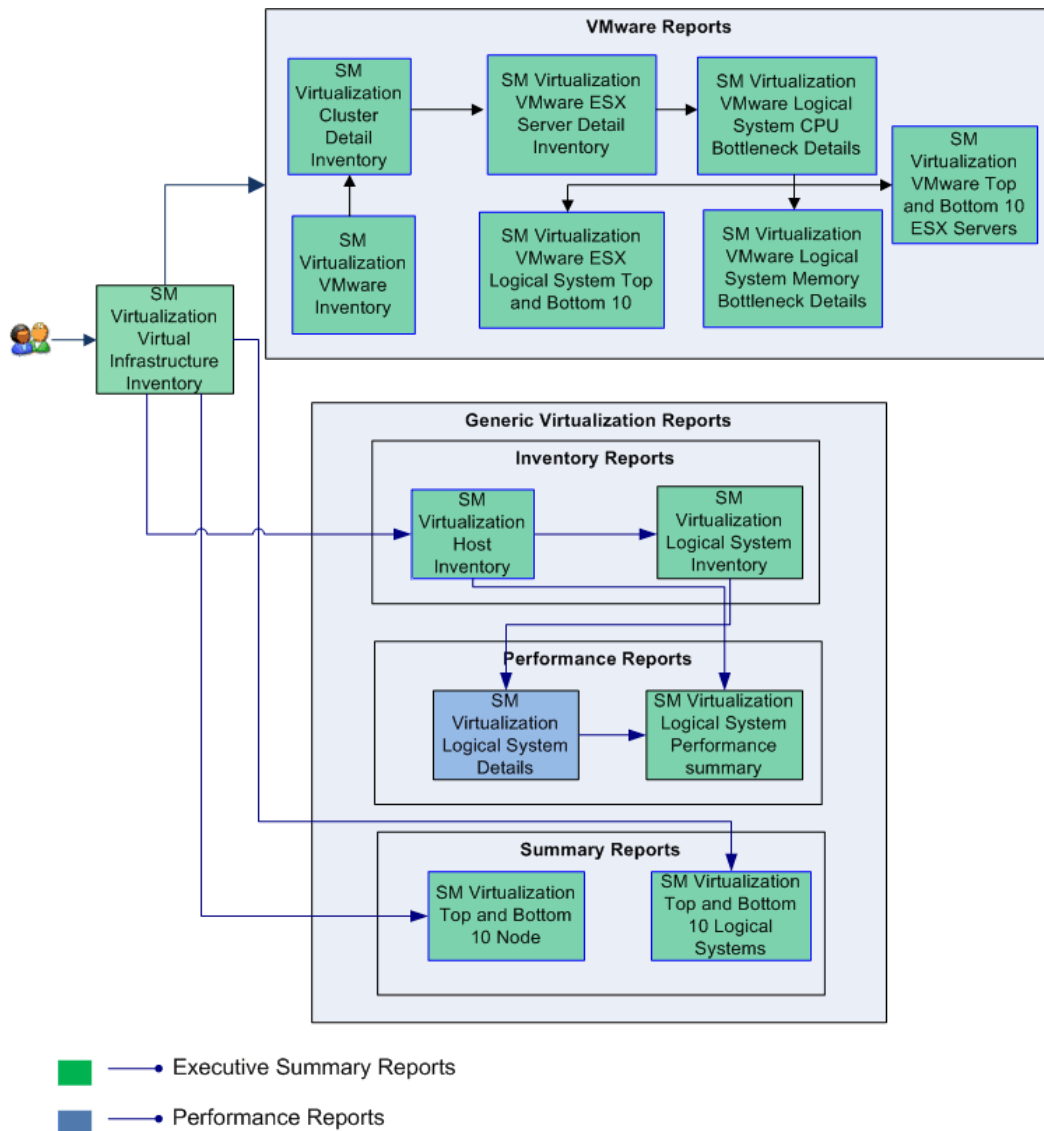 VMware Reports
SM
Virtualization
Cluster
Detail
Inventory
SM Virtualization
VMware ESX
Server Detail
Inventory
SM Virtualization
VMware Logical
System CPU
Bottleneck Details
SM
Virtualization
VMware Top
and Bottom 10
ESX Servers
SM
Virtualization
VMware
Inventory
SM Virtualization
VMware ESX
Logical System Top
and Bottom 10
SM Virtualization
VMware Logical
System Memory
Bottleneck Details
SM
Virtualization
Virtual
Infrastructure
Inventory
Generic Virtualization Reports
Inventory Reports
SM
Virtualization
Host
Inventory
SM
Virtualization
Logical System
Inventory
Performance Reports
SM
Virtualization
Logical System
Details
SM Virtualization
Logical System
Performance
summary
Summary Reports
SM Virtualization
Top and Bottom
10 Node
SM Virtualization
Top and Bottom
10 Logical
Systems
Executive Summary Reports
Performance Reports